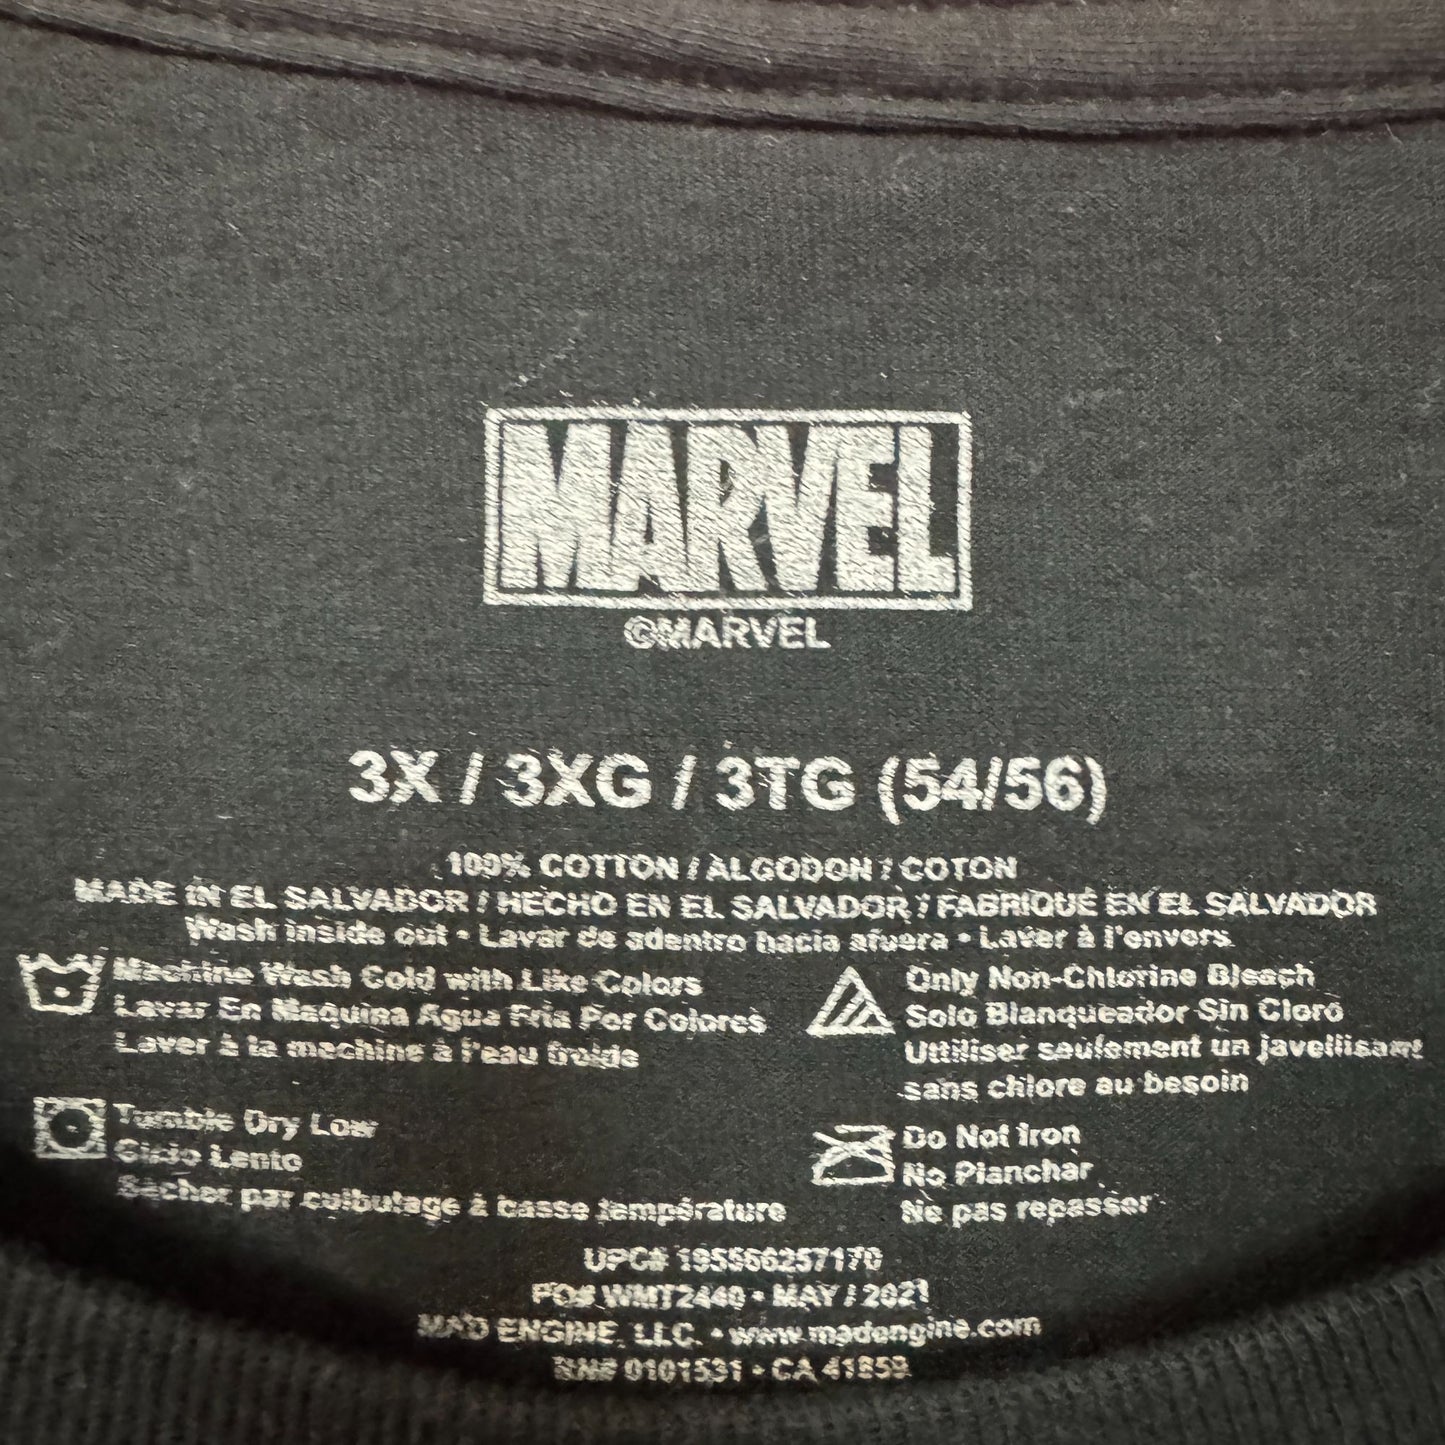 MARVEL
©MARVEL
3X / 3XG / 3TG (54/56)
100% COTTON / ALGODON / COTON
MADE IN EL SALVADOR / HECHO EN EL SALVADOR / FABRIQUÉ EN EL SALVADOR
Wash inside out • Lavar de adentro hacia afuera • Laver à l'envers
Machine Wash Cold with Like Colors
Lavar En Maquina Agua Fria Por Colores
Laver à la machine à l'eau froide
Only Non-Chlorine Bleach
Solo Blanqueador Sin Cloro
Uttiliser seulement un javellisant
sans chlore au besoin
Tumble Dry Low
Ciclo Lento
Sécher par culbutage à basse température
Do Not Iron
No Planchar
Ne pas repasser
UPC# 195566257170
PO# WMT2440 • MAY / 2021
MAD ENGINE, LLC. • www.madengine.com
RN# 0101531 • CA 41859